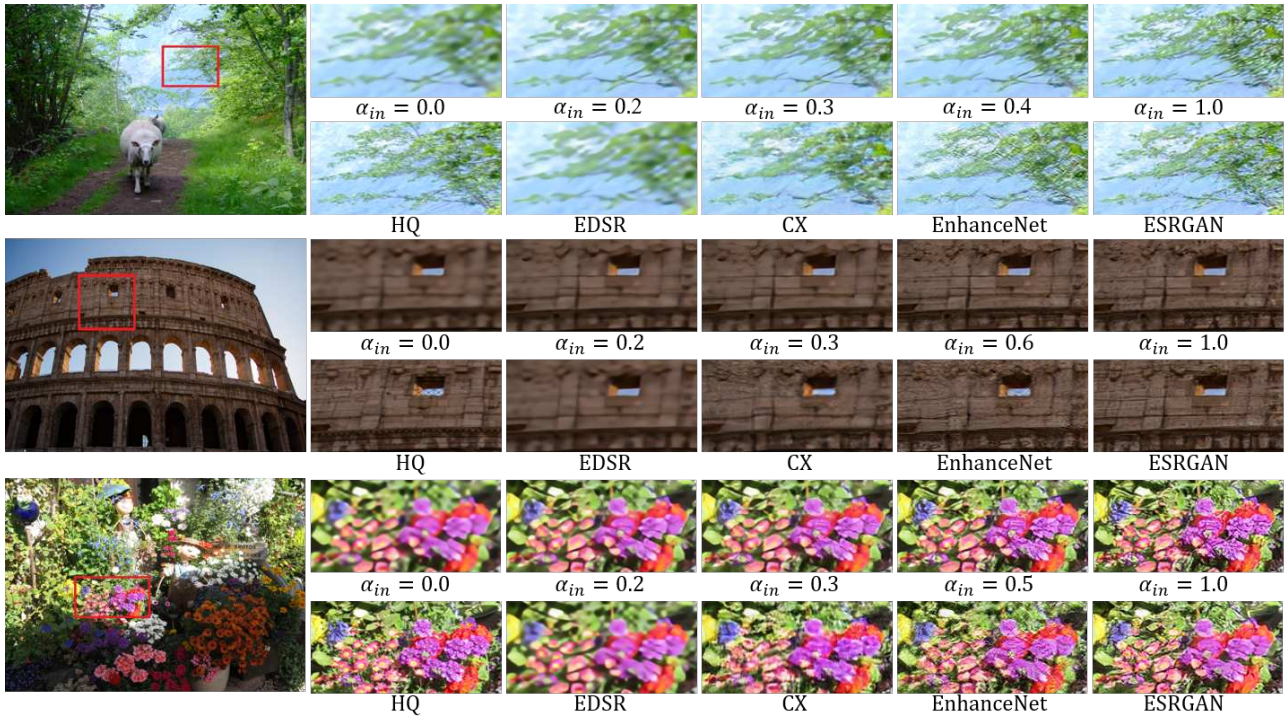 α_in = 0.0 α_in = 0.2 α_in = 0.3 α_in = 0.4 α_in = 1.0
HQ EDSR CX EnhanceNet ESRGAN
α_in = 0.0 α_in = 0.2 α_in = 0.3 α_in = 0.6 α_in = 1.0
HQ EDSR CX EnhanceNet ESRGAN
α_in = 0.0 α_in = 0.2 α_in = 0.3 α_in = 0.5 α_in = 1.0
HQ EDSR CX EnhanceNet ESRGAN